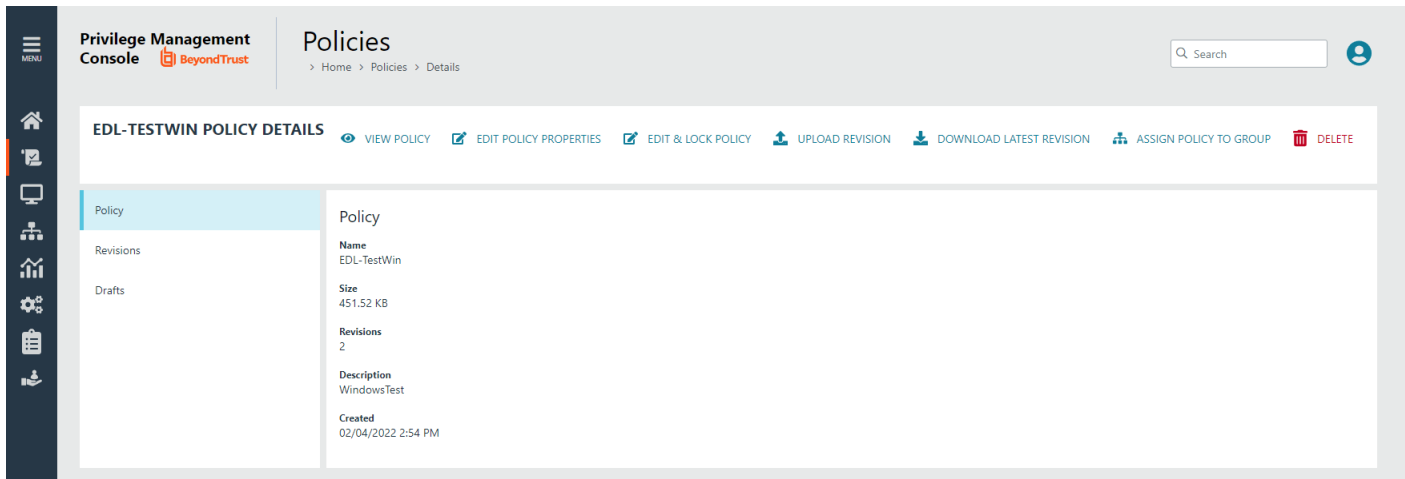 MENU
Privilege Management
Console BeyondTrust
Policies
> Home > Policies > Details
Search
EDL-TESTWIN POLICY DETAILS
VIEW POLICY
EDIT POLICY PROPERTIES
EDIT & LOCK POLICY
UPLOAD REVISION
DOWNLOAD LATEST REVISION
ASSIGN POLICY TO GROUP
DELETE
Policy
Revisions
Drafts
Policy
Name
EDL-TestWin
Size
451.52 KB
Revisions
2
Description
WindowsTest
Created
02/04/2022 2:54 PM